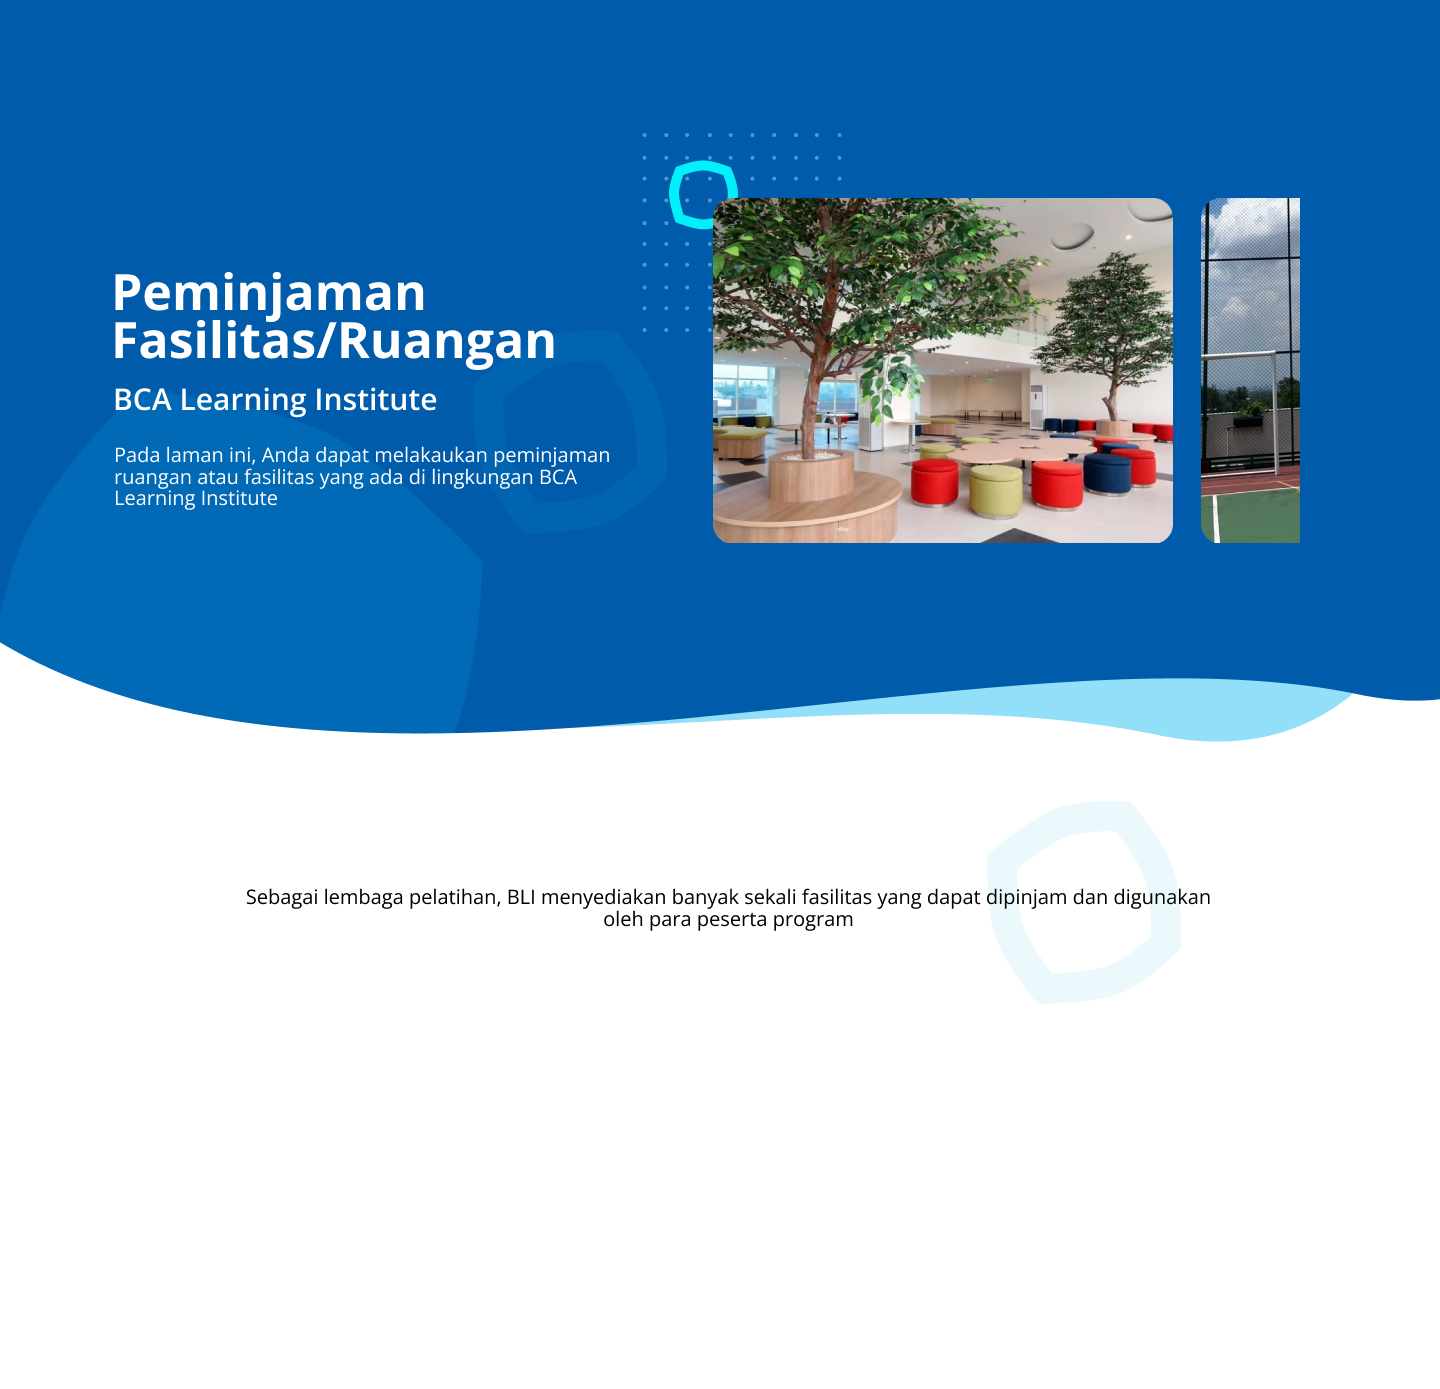 Peminjaman
Fasilitas/Ruangan
BCA Learning Institute
Pada laman ini, Anda dapat melakaukan peminjaman
ruangan atau fasilitas yang ada di lingkungan BCA
Learning Institute
Sebagai lembaga pelatihan, BLI menyediakan banyak sekali fasilitas yang dapat dipinjam dan digunakan
oleh para peserta program